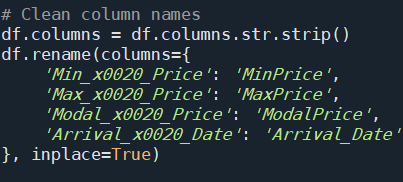 # Clean column names
df.columns = df.columns.str.strip()
df.rename(columns={
    'Min_x0020_Price': 'MinPrice',
    'Max_x0020_Price': 'MaxPrice',
    'Modal_x0020_Price': 'ModalPrice',
    'Arrival_x0020_Date': 'Arrival_Date'
}, inplace=True)